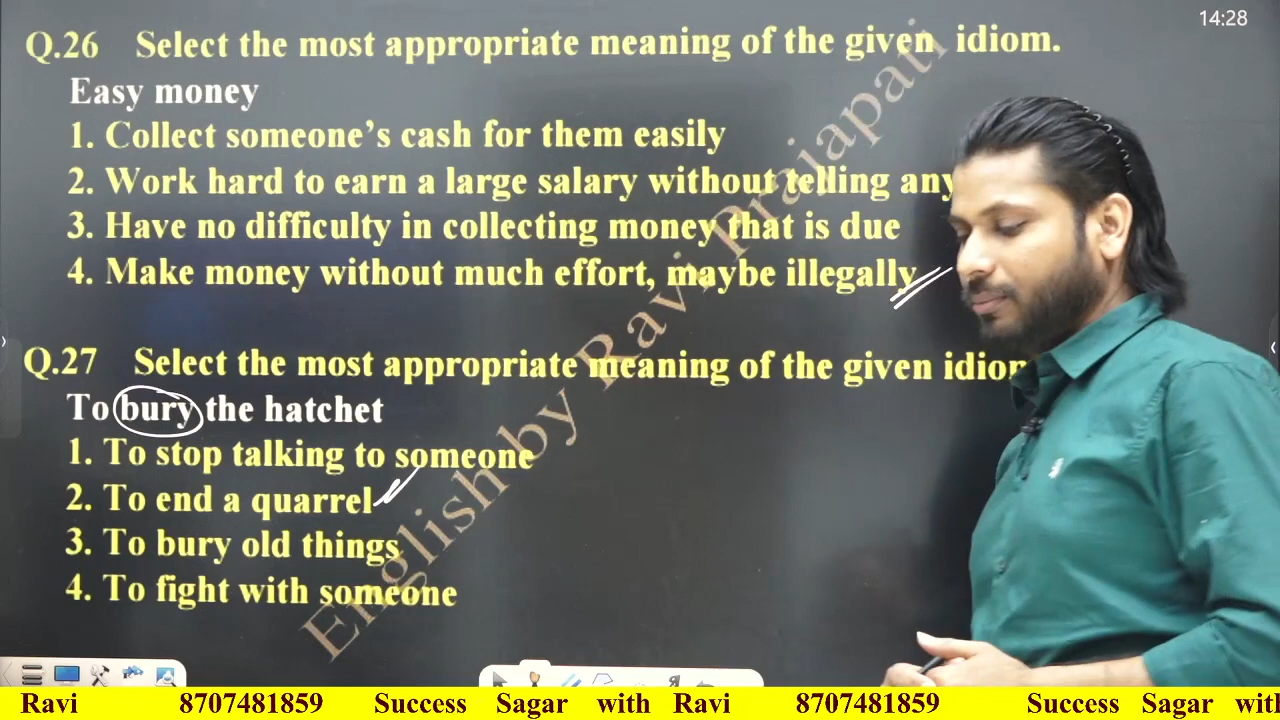 14:28
Q.26 Select the most appropriate meaning of the given idiom.
Easy money
1. Collect someone's cash for them easily
2. Work hard to earn a large salary without telling
3. Have no difficulty in collecting money that is due
4. Make money without much effort, maybe illegally
Q.27 Select the most appropriate meaning of the given
To bury the hatchet
1. To stop talking to someone
2. To end a quarrel
3. To bury old things
4. To fight with someone
English by Ravi Prajapati
Ravi 8707481859 Success Sagar with Ravi 8707481859 Success Sagar